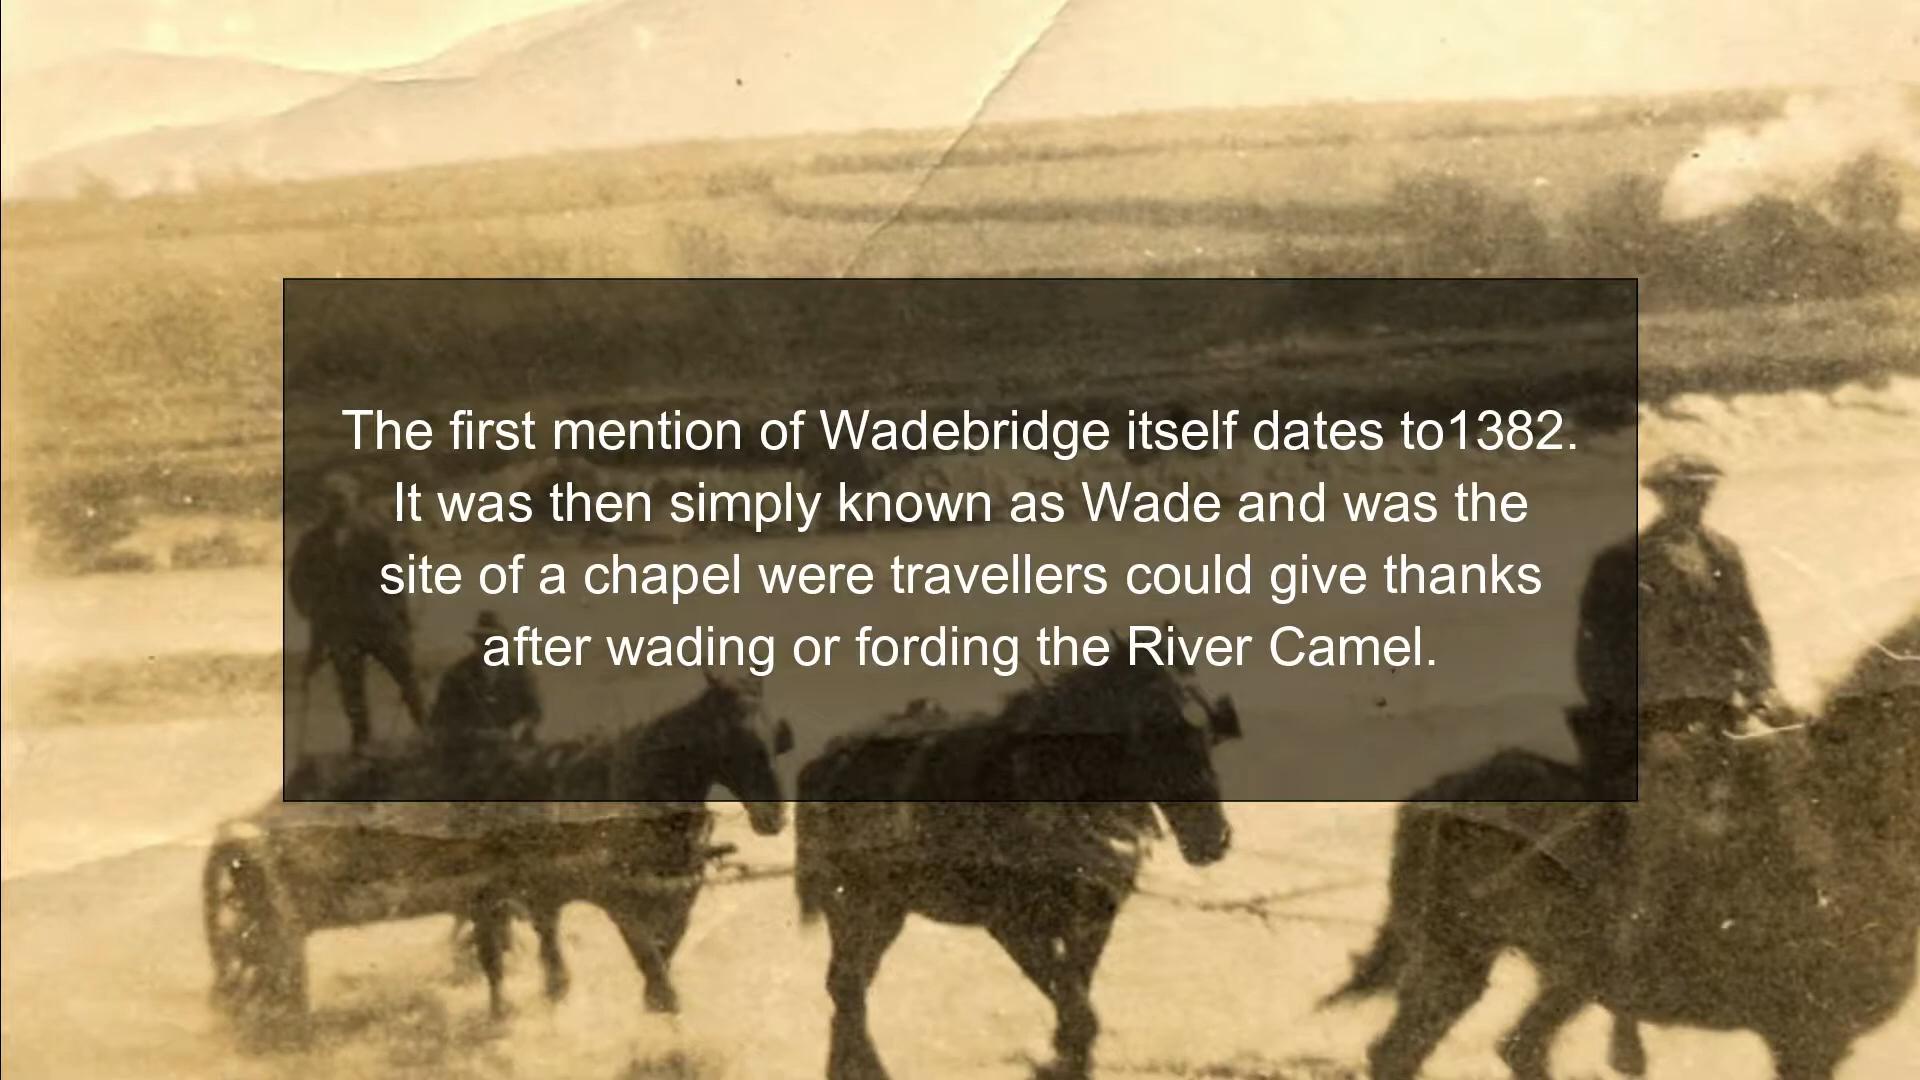 The first mention of Wadebridge itself dates to1382.
It was then simply known as Wade and was the
site of a chapel were travellers could give thanks
after wading or fording the River Camel.